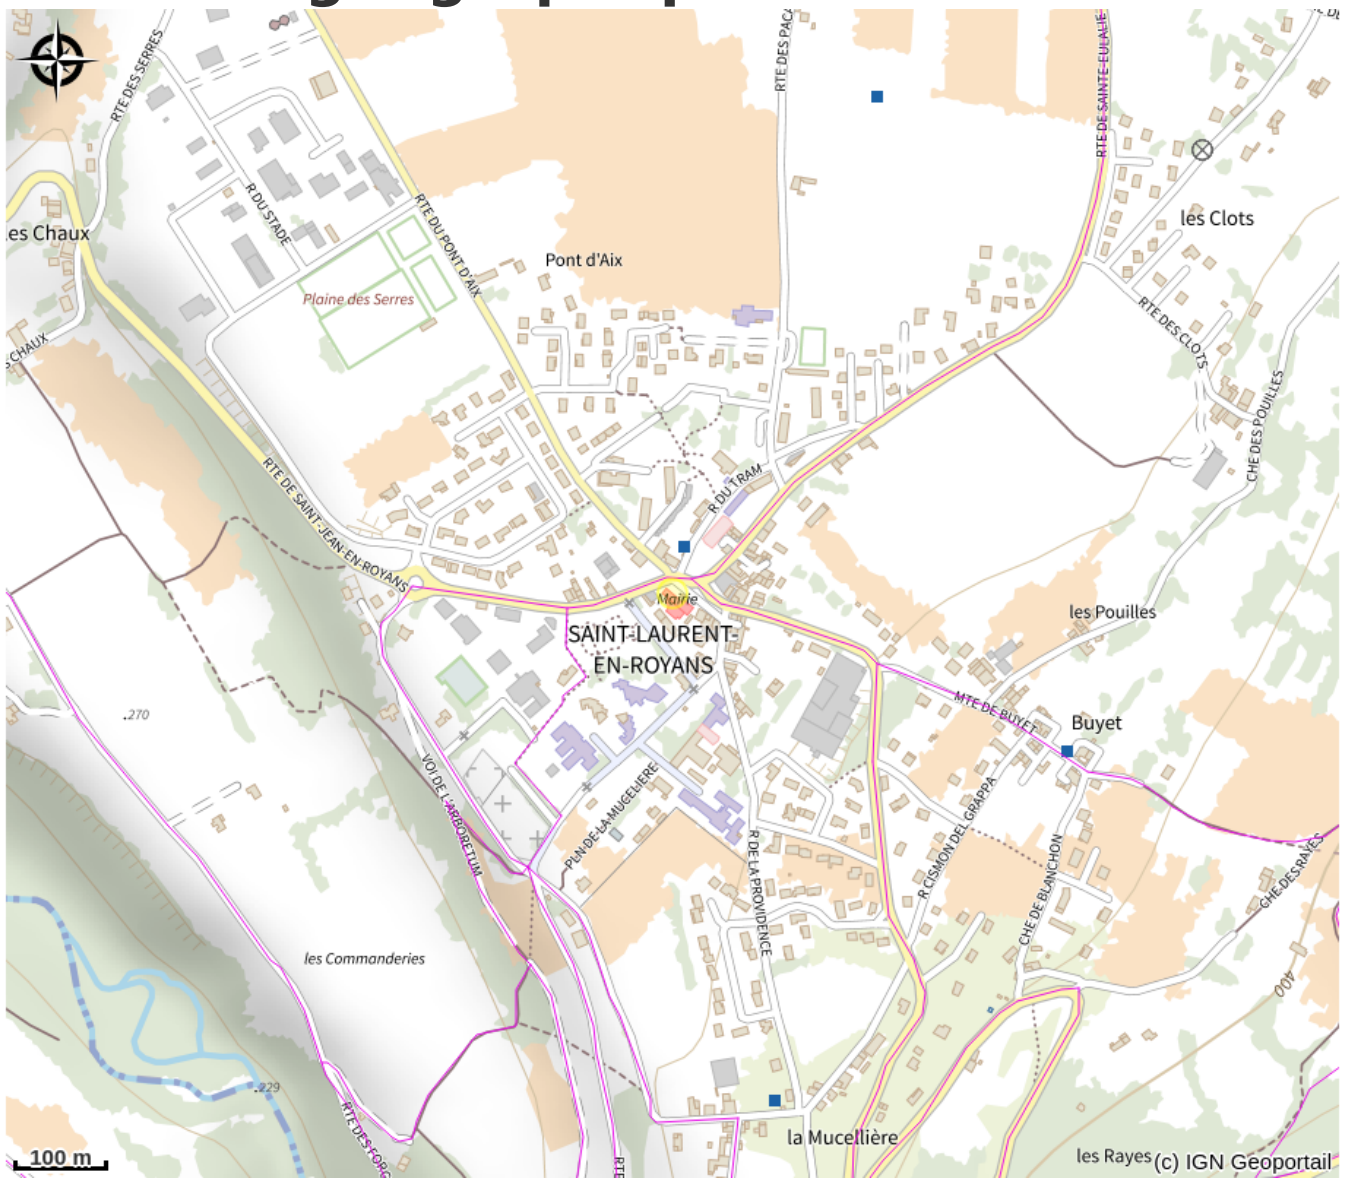 RTE DES SERRES
RTE DES PAC
RTE DE SAINTE-EULALIE
les Clots
R DU STADE
RTE DU PONT D'AIX
es Chaux
Pont d'Aix
Plaine des Serres
RTE DES CLOTS
CHAUX
CHE DES POUILLES
RTE DE SAINT-JEAN-EN-ROYANS
R DU TRAM
Mairie
les Pouilles
SAINT-LAURENT-
EN-ROYANS
MTE DE BUYET
Buyet
.270
VOI DE L'ARBORETUM
PLN DE LA MUCELIERE
R CISMON DEL GRAPPA
R DE LA PROVIDENCE
CHE DE BLANCHON
CHE DES RAYES
les Commanderies
400
.229
RTE DES FORG
RTE
la Mucellière
les Rayes
100 m
(c) IGN Geoportail